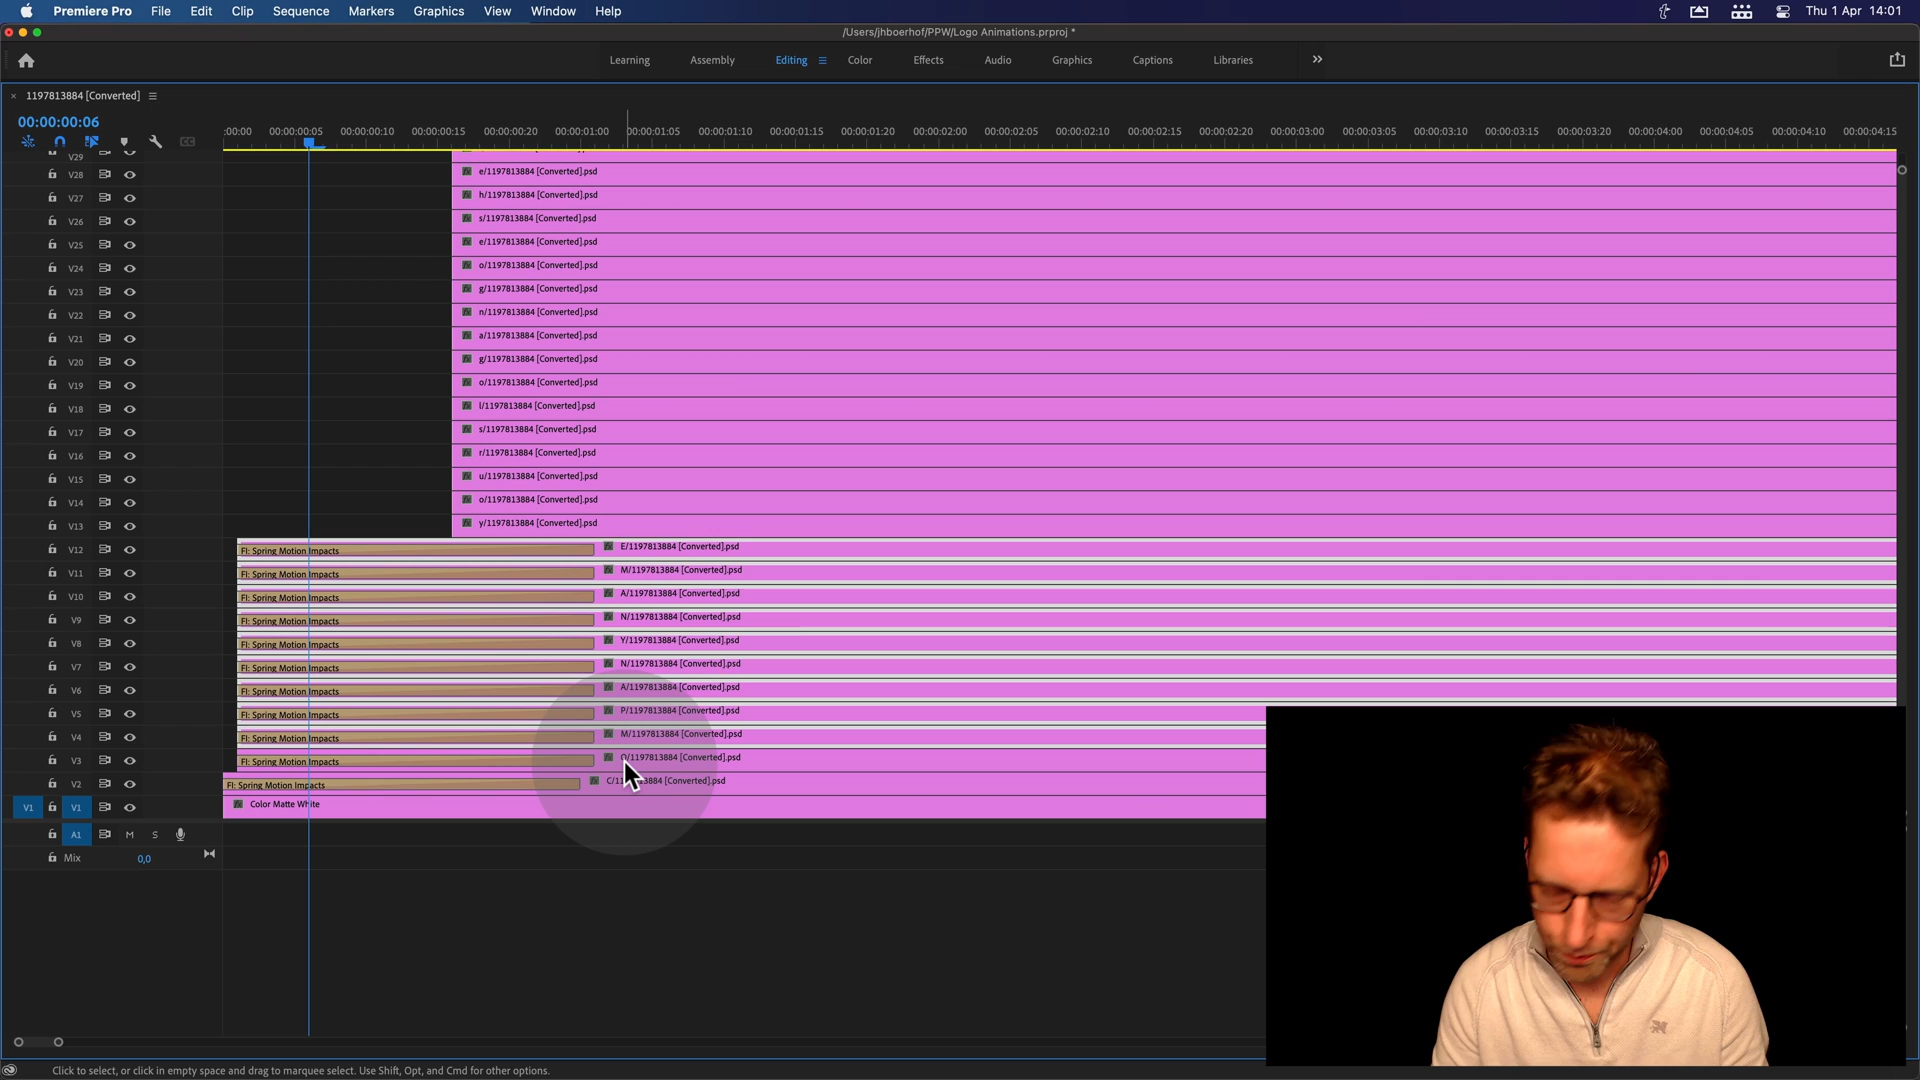 Premiere Pro File Edit Clip Sequence Markers Graphics View Window Help Thu 1 Apr 14:01
/Users/jhboerhof/PPW/Logo Animations.prproj *
Learning Assembly Editing Color Effects Audio Graphics Captions Libraries
1197813884 [Converted]
00:00:00:06
:00:00 00:00:00:05 00:00:00:10 00:00:00:15 00:00:00:20 00:00:01:00 00:00:01:05 00:00:01:10 00:00:01:15 00:00:01:20 00:00:02:00 00:00:02:05 00:00:02:10 00:00:02:15 00:00:02:20 00:00:03:00 00:00:03:05 00:00:03:10 00:00:03:15 00:00:03:20 00:00:04:00 00:00:04:05 00:00:04:10 00:00:04:15
V29
V28 e/1197813884 [Converted].psd
V27 h/1197813884 [Converted].psd
V26 s/1197813884 [Converted].psd
V25 e/1197813884 [Converted].psd
V24 o/1197813884 [Converted].psd
V23 g/1197813884 [Converted].psd
V22 n/1197813884 [Converted].psd
V21 a/1197813884 [Converted].psd
V20 g/1197813884 [Converted].psd
V19 o/1197813884 [Converted].psd
V18 l/1197813884 [Converted].psd
V17 s/1197813884 [Converted].psd
V16 r/1197813884 [Converted].psd
V15 u/1197813884 [Converted].psd
V14 o/1197813884 [Converted].psd
V13 y/1197813884 [Converted].psd
V12 FI: Spring Motion Impacts E/1197813884 [Converted].psd
V11 FI: Spring Motion Impacts M/1197813884 [Converted].psd
V10 FI: Spring Motion Impacts A/1197813884 [Converted].psd
V9 FI: Spring Motion Impacts N/1197813884 [Converted].psd
V8 FI: Spring Motion Impacts Y/1197813884 [Converted].psd
V7 FI: Spring Motion Impacts N/1197813884 [Converted].psd
V6 FI: Spring Motion Impacts A/1197813884 [Converted].psd
V5 FI: Spring Motion Impacts P/1197813884 [Converted].psd
V4 FI: Spring Motion Impacts M/1197813884 [Converted].psd
V3 FI: Spring Motion Impacts O/1197813884 [Converted].psd
V2 FI: Spring Motion Impacts [Converted].psd
V1 V1 Color Matte White
A1 M S
Mix 0,0
Click to select, or click in empty space and drag to marquee select. Use Shift, Opt, and Cmd for other options.